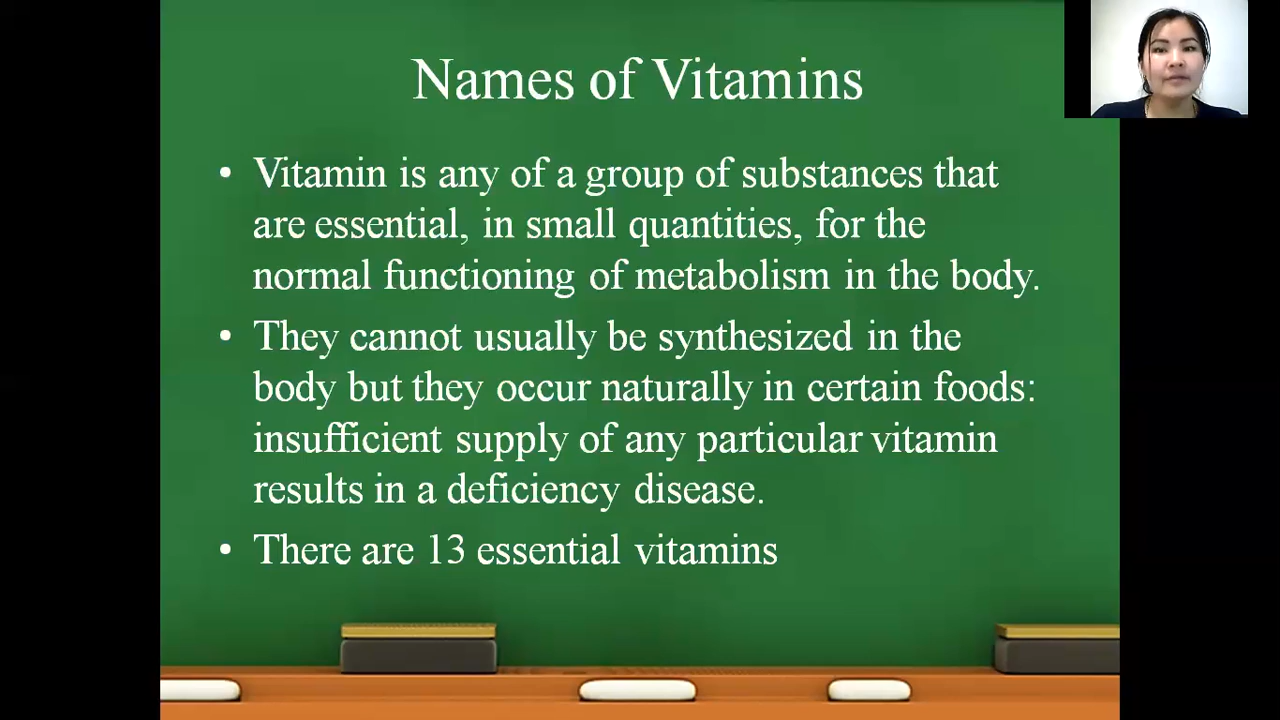 Names of Vitamins
• Vitamin is any of a group of substances that
are essential, in small quantities, for the
normal functioning of metabolism in the body.
• They cannot usually be synthesized in the
body but they occur naturally in certain foods:
insufficient supply of any particular vitamin
results in a deficiency disease.
• There are 13 essential vitamins